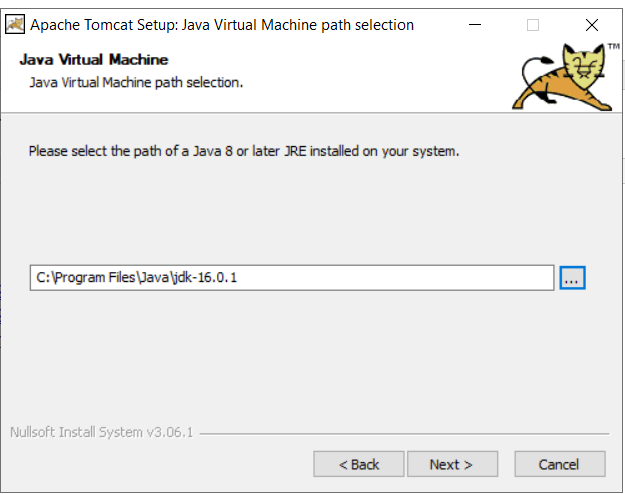 Apache Tomcat Setup: Java Virtual Machine path selection
TM
Java Virtual Machine
Java Virtual Machine path selection.
Please select the path of a Java 8 or later JRE installed on your system.
C:\Program Files\Java\jdk-16.0.1
...
Nullsoft Install System v3.06.1
< Back
Next >
Cancel